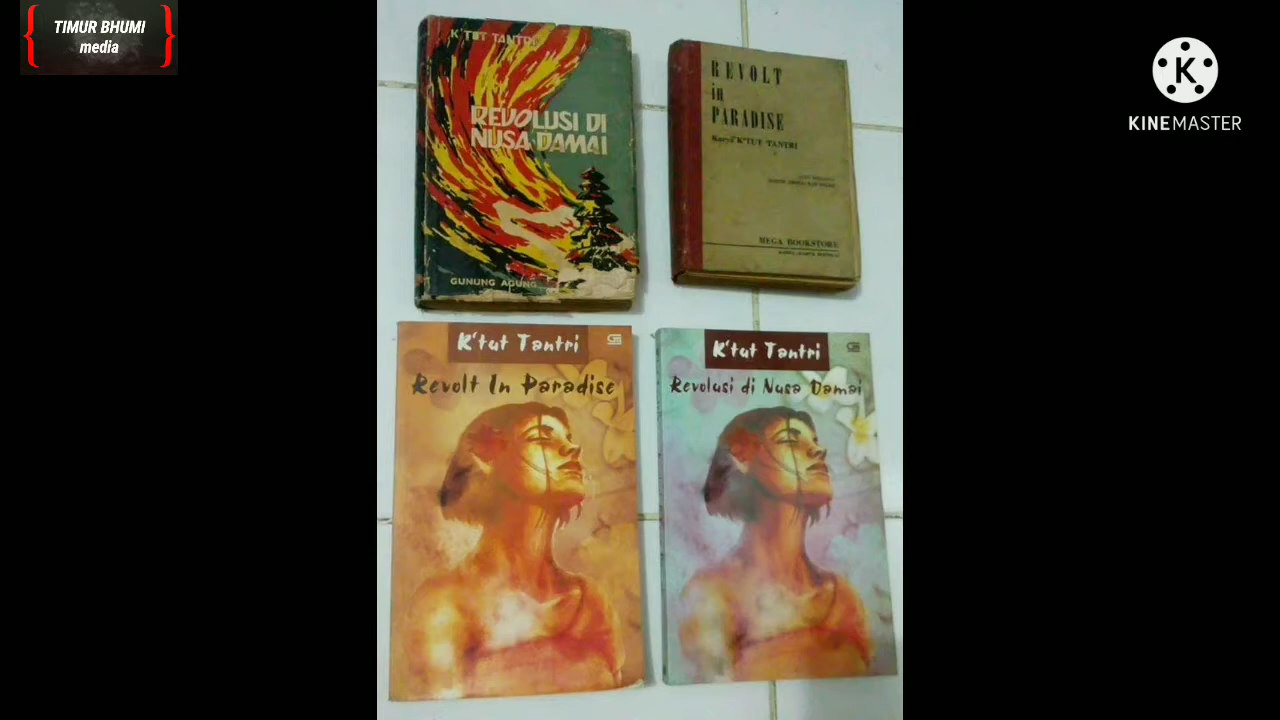 TIMUR BHUMI
media
K'TUT TANTRI
REVOLUSI DI
NUSA DAMAI
GUNUNG AGUNG
REVOLT
in
PARADISE
Karya K'TUT TANTRI
MEGA BOOKSTORE
K'tut Tantri
Revolt In Paradise
K'tut Tantri
Revolusi di Nusa Damai
K
KINEMASTER